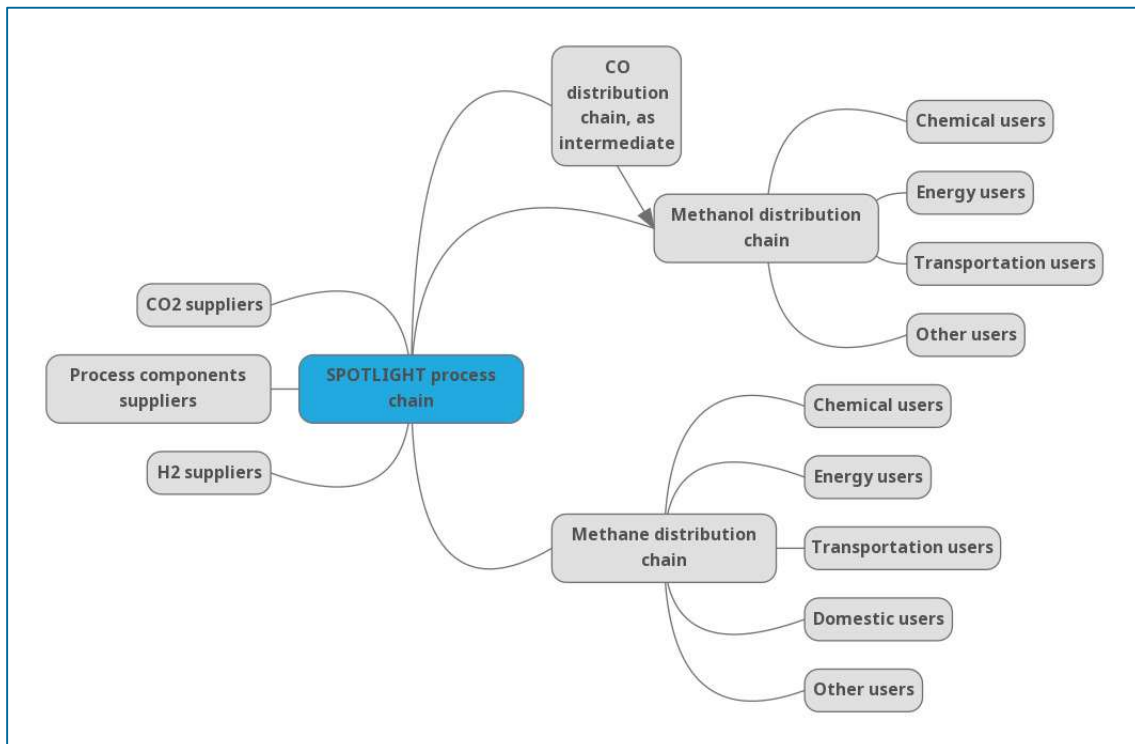 CO
distribution
chain, as
intermediate
Chemical users
Energy users
Methanol distribution
chain
Transportation users
Other users
CO2 suppliers
Process components
suppliers
SPOTLIGHT process
chain
H2 suppliers
Chemical users
Energy users
Methane distribution
chain
Transportation users
Domestic users
Other users